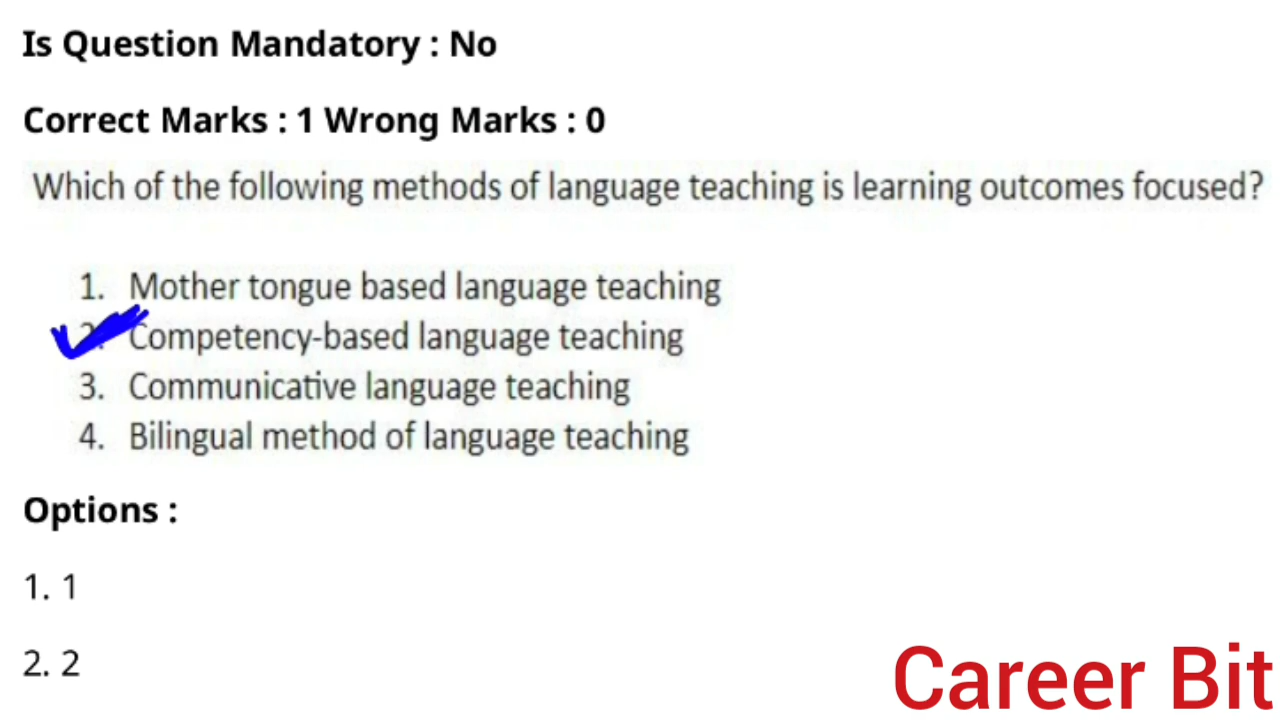 Is Question Mandatory : No
Correct Marks : 1 Wrong Marks : 0
Which of the following methods of language teaching is learning outcomes focused?
1. Mother tongue based language teaching
2. Competency-based language teaching
3. Communicative language teaching
4. Bilingual method of language teaching
Options :
1. 1
2. 2
Career Bit